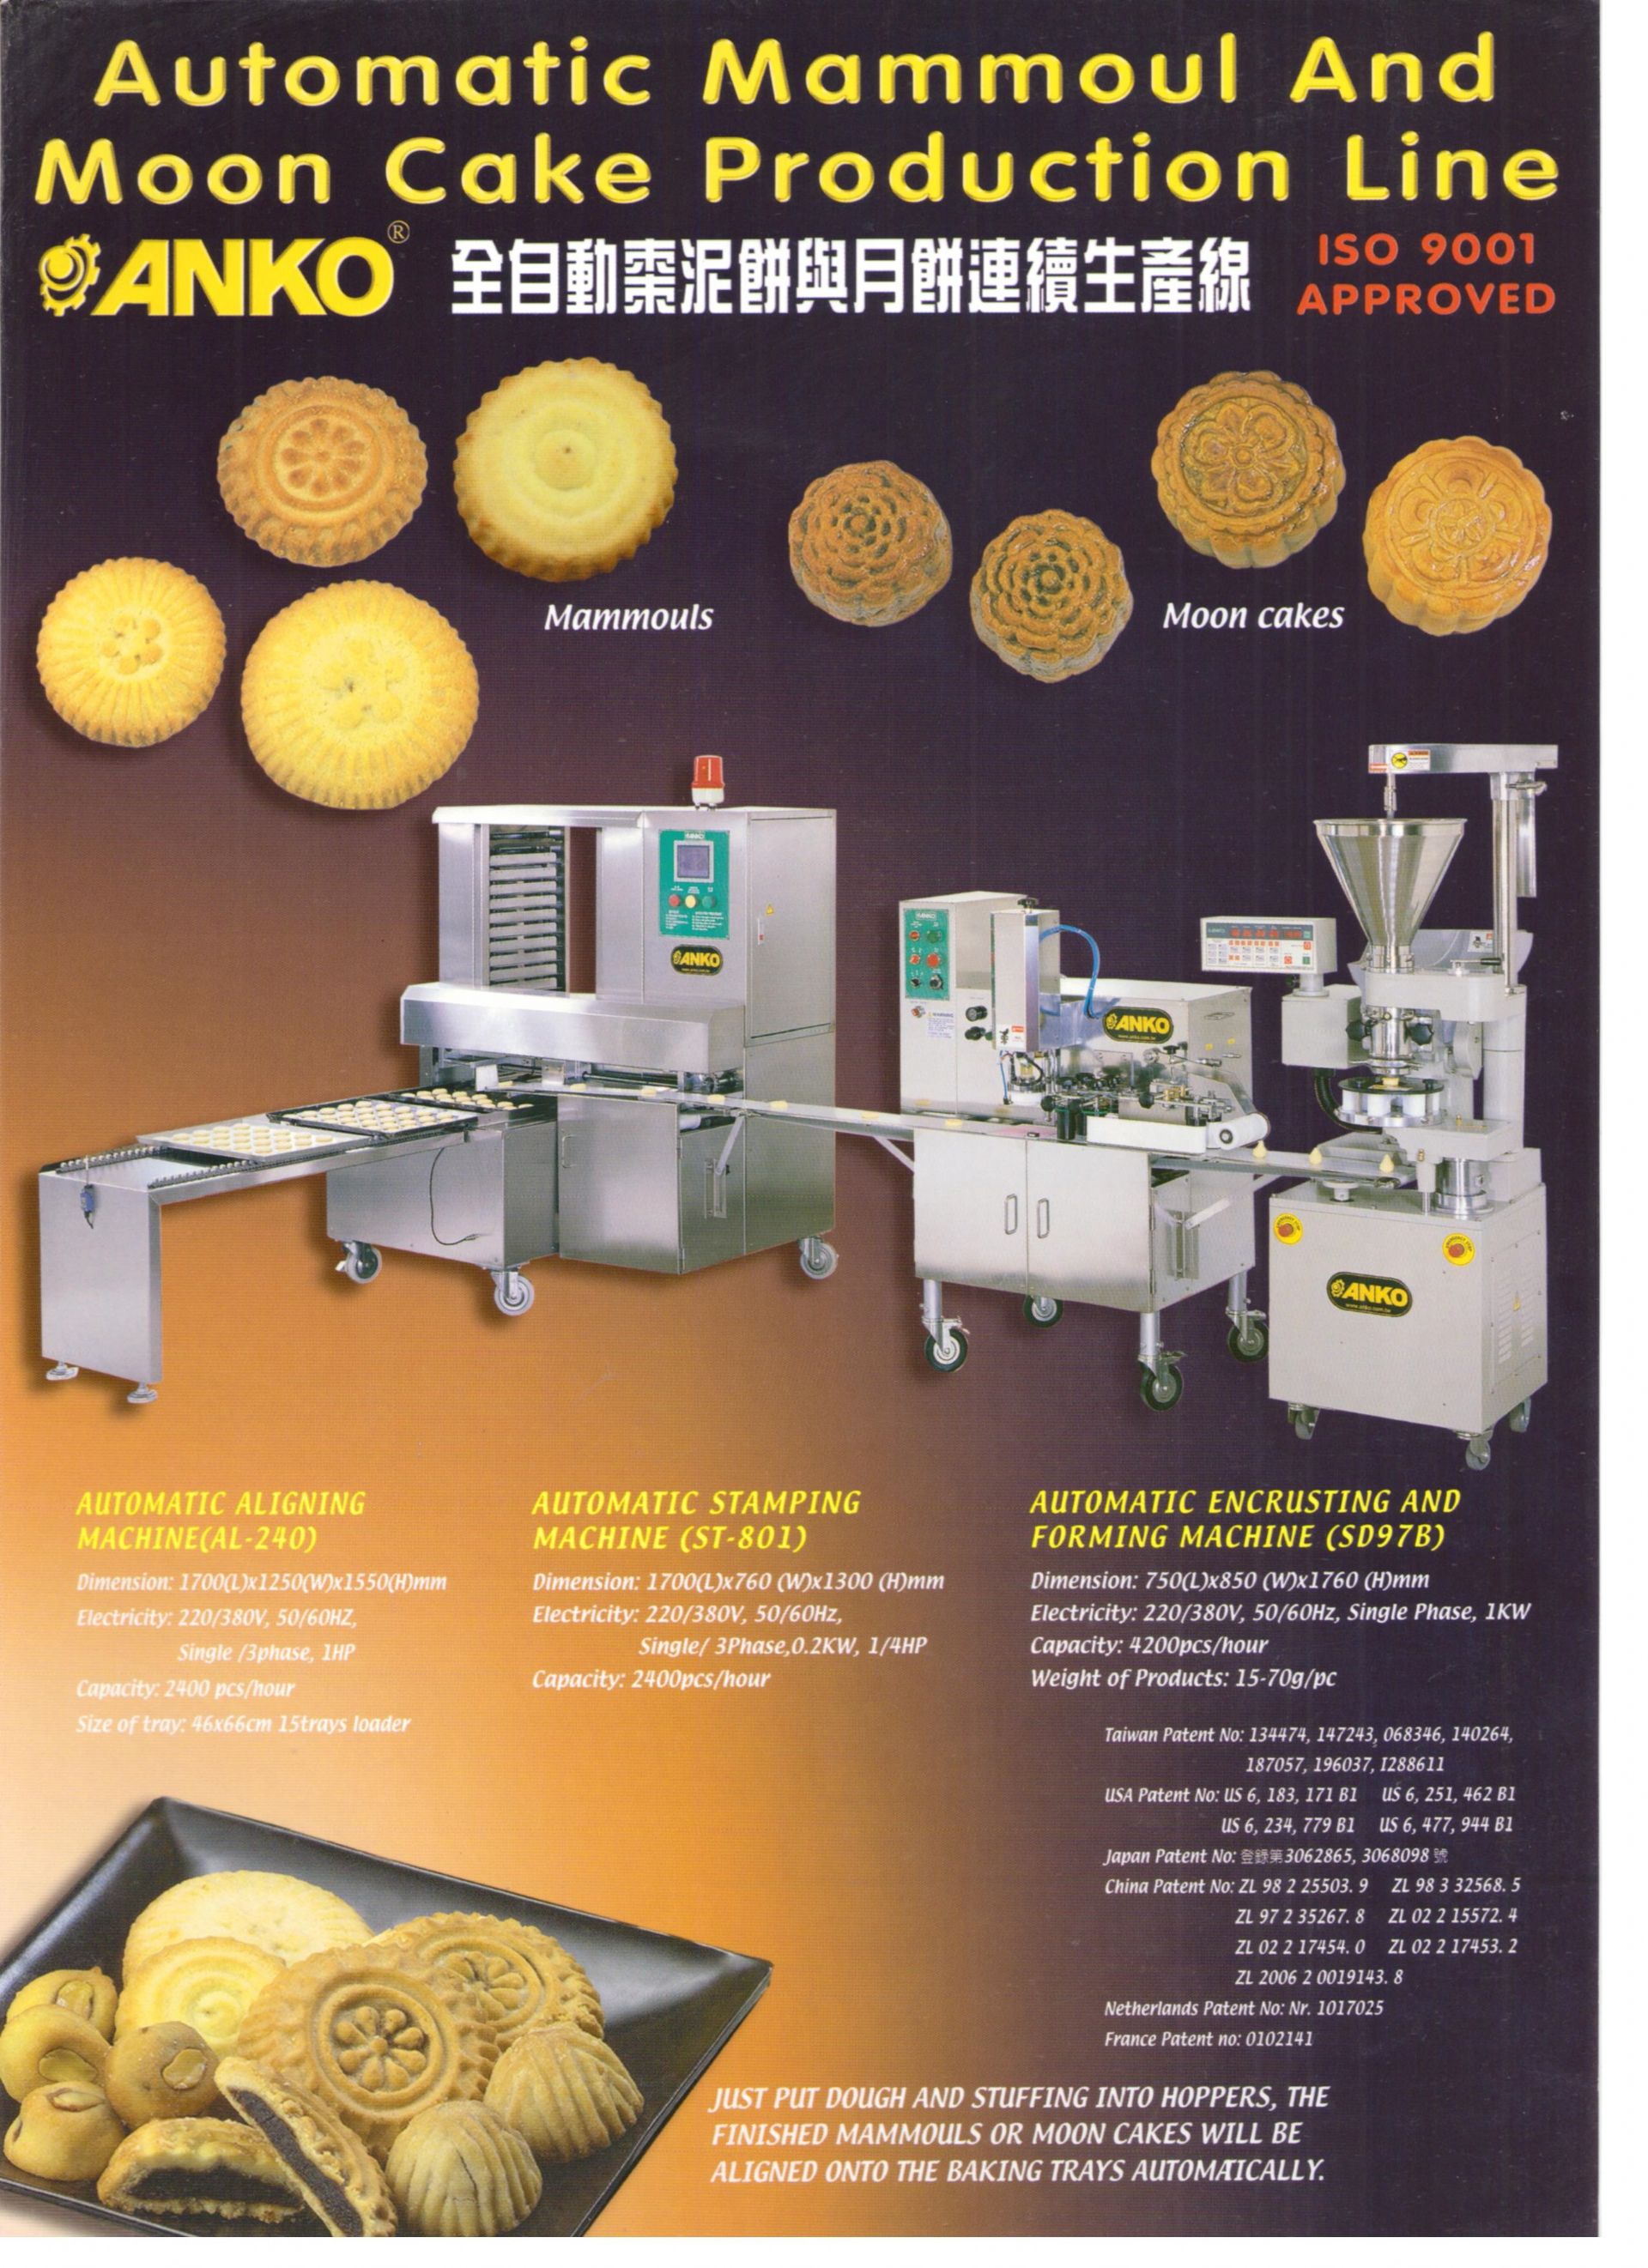 Automatic Mammoul And
Moon Cake Production Line
ANKO®
全自動棗泥餅與月餅連續生產線
ISO 9001
APPROVED
Mammouls
Moon cakes
ANKO
ANKO
ANKO
AUTOMATIC ALIGNING
MACHINE(AL-240)
Dimension: 1700(L)x1250(W)x1550(H)mm
Electricity: 220/380V, 50/60HZ,
Single /3phase, 1HP
Capacity: 2400 pcs/hour
Size of tray: 46x66cm 15trays loader
AUTOMATIC STAMPING
MACHINE (ST-801)
Dimension: 1700(L)x760 (W)x1300 (H)mm
Electricity: 220/380V, 50/60Hz,
Single/ 3Phase,0.2KW, 1/4HP
Capacity: 2400pcs/hour
AUTOMATIC ENCRUSTING AND
FORMING MACHINE (SD97B)
Dimension: 750(L)x850 (W)x1760 (H)mm
Electricity: 220/380V, 50/60Hz, Single Phase, 1KW
Capacity: 4200pcs/hour
Weight of Products: 15-70g/pc
Taiwan Patent No: 134474, 147243, 068346, 140264,
187057, 196037, I288611
USA Patent No: US 6, 183, 171 B1 US 6, 251, 462 B1
US 6, 234, 779 B1 US 6, 477, 944 B1
Japan Patent No: 登錄第3062865, 3068098 號
China Patent No: ZL 98 2 25503. 9 ZL 98 3 32568. 5
ZL 97 2 35267. 8 ZL 02 2 15572. 4
ZL 02 2 17454. 0 ZL 02 2 17453. 2
ZL 2006 2 0019143. 8
Netherlands Patent No: Nr. 1017025
France Patent no: 0102141
JUST PUT DOUGH AND STUFFING INTO HOPPERS, THE
FINISHED MAMMOULS OR MOON CAKES WILL BE
ALIGNED ONTO THE BAKING TRAYS AUTOMATICALLY.